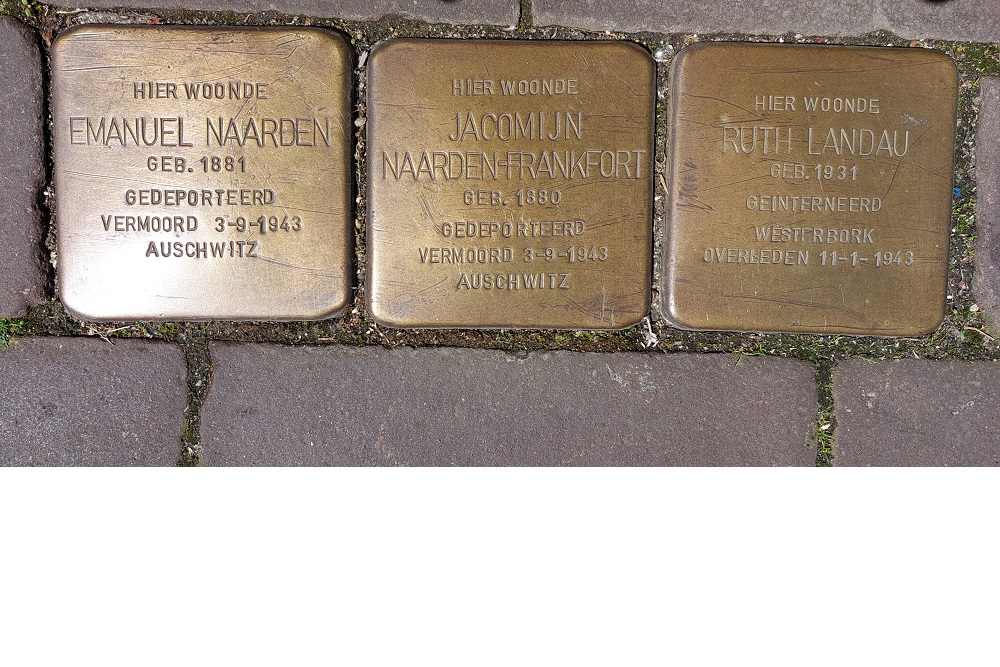 HIER WOONDE
EMANUEL NAARDEN
GEB. 1881
GEDEPORTEERD
VERMOORD 3-9-1943
AUSCHWITZ
HIER WOONDE
JACOMIJN
NAARDEN-FRANKFORT
GEB. 1880
GEDEPORTEERD
VERMOORD 3-9-1943
AUSCHWITZ
HIER WOONDE
RUTH LANDAU
GEB. 1931
GEÏNTERNEERD
WESTERBORK
OVERLEDEN 11-1-1943